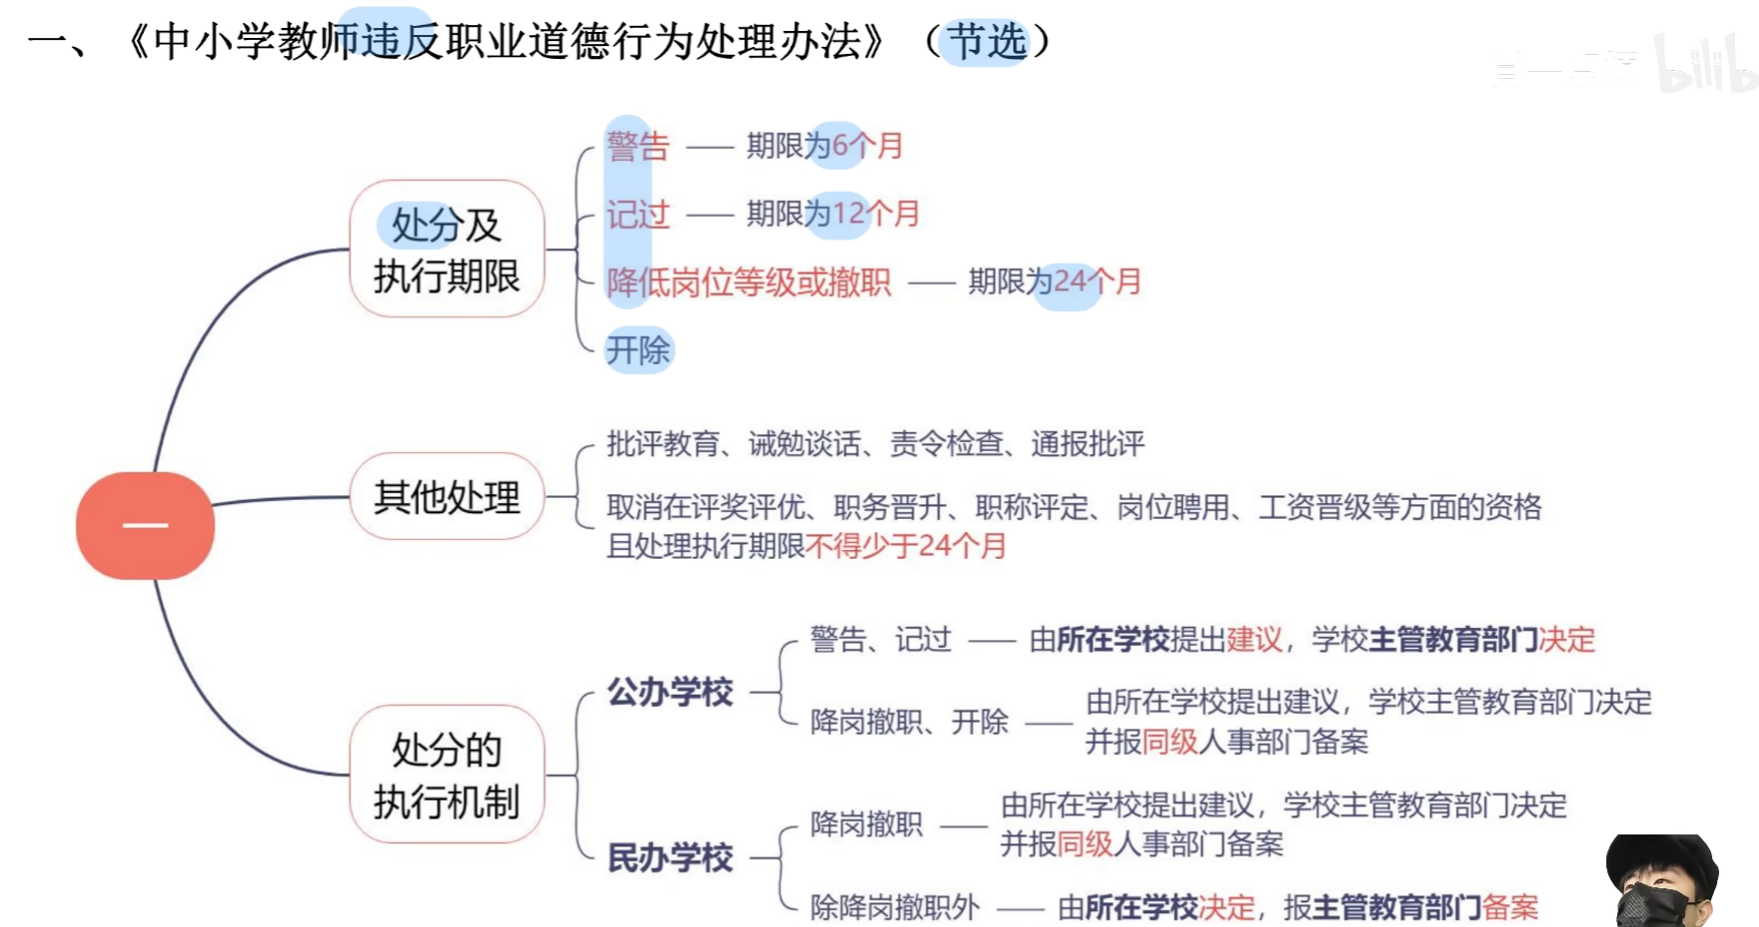 一、《中小学教师违反职业道德行为处理办法》（节选）
bilib
警告 —— 期限为6个月
记过 —— 期限为12个月
处分及
执行期限
降低岗位等级或撤职 —— 期限为24个月
开除
批评教育、诫勉谈话、责令检查、通报批评
其他处理
取消在评奖评优、职务晋升、职称评定、岗位聘用、工资晋级等方面的资格
且处理执行期限不得少于24个月
一
处分的
执行机制
公办学校
警告、记过 —— 由所在学校提出建议，学校主管教育部门决定
降岗撤职、开除 —— 由所在学校提出建议，学校主管教育部门决定
并报同级人事部门备案
民办学校
降岗撤职 —— 由所在学校提出建议，学校主管教育部门决定
并报同级人事部门备案
除降岗撤职外 —— 由所在学校决定，报主管教育部门备案